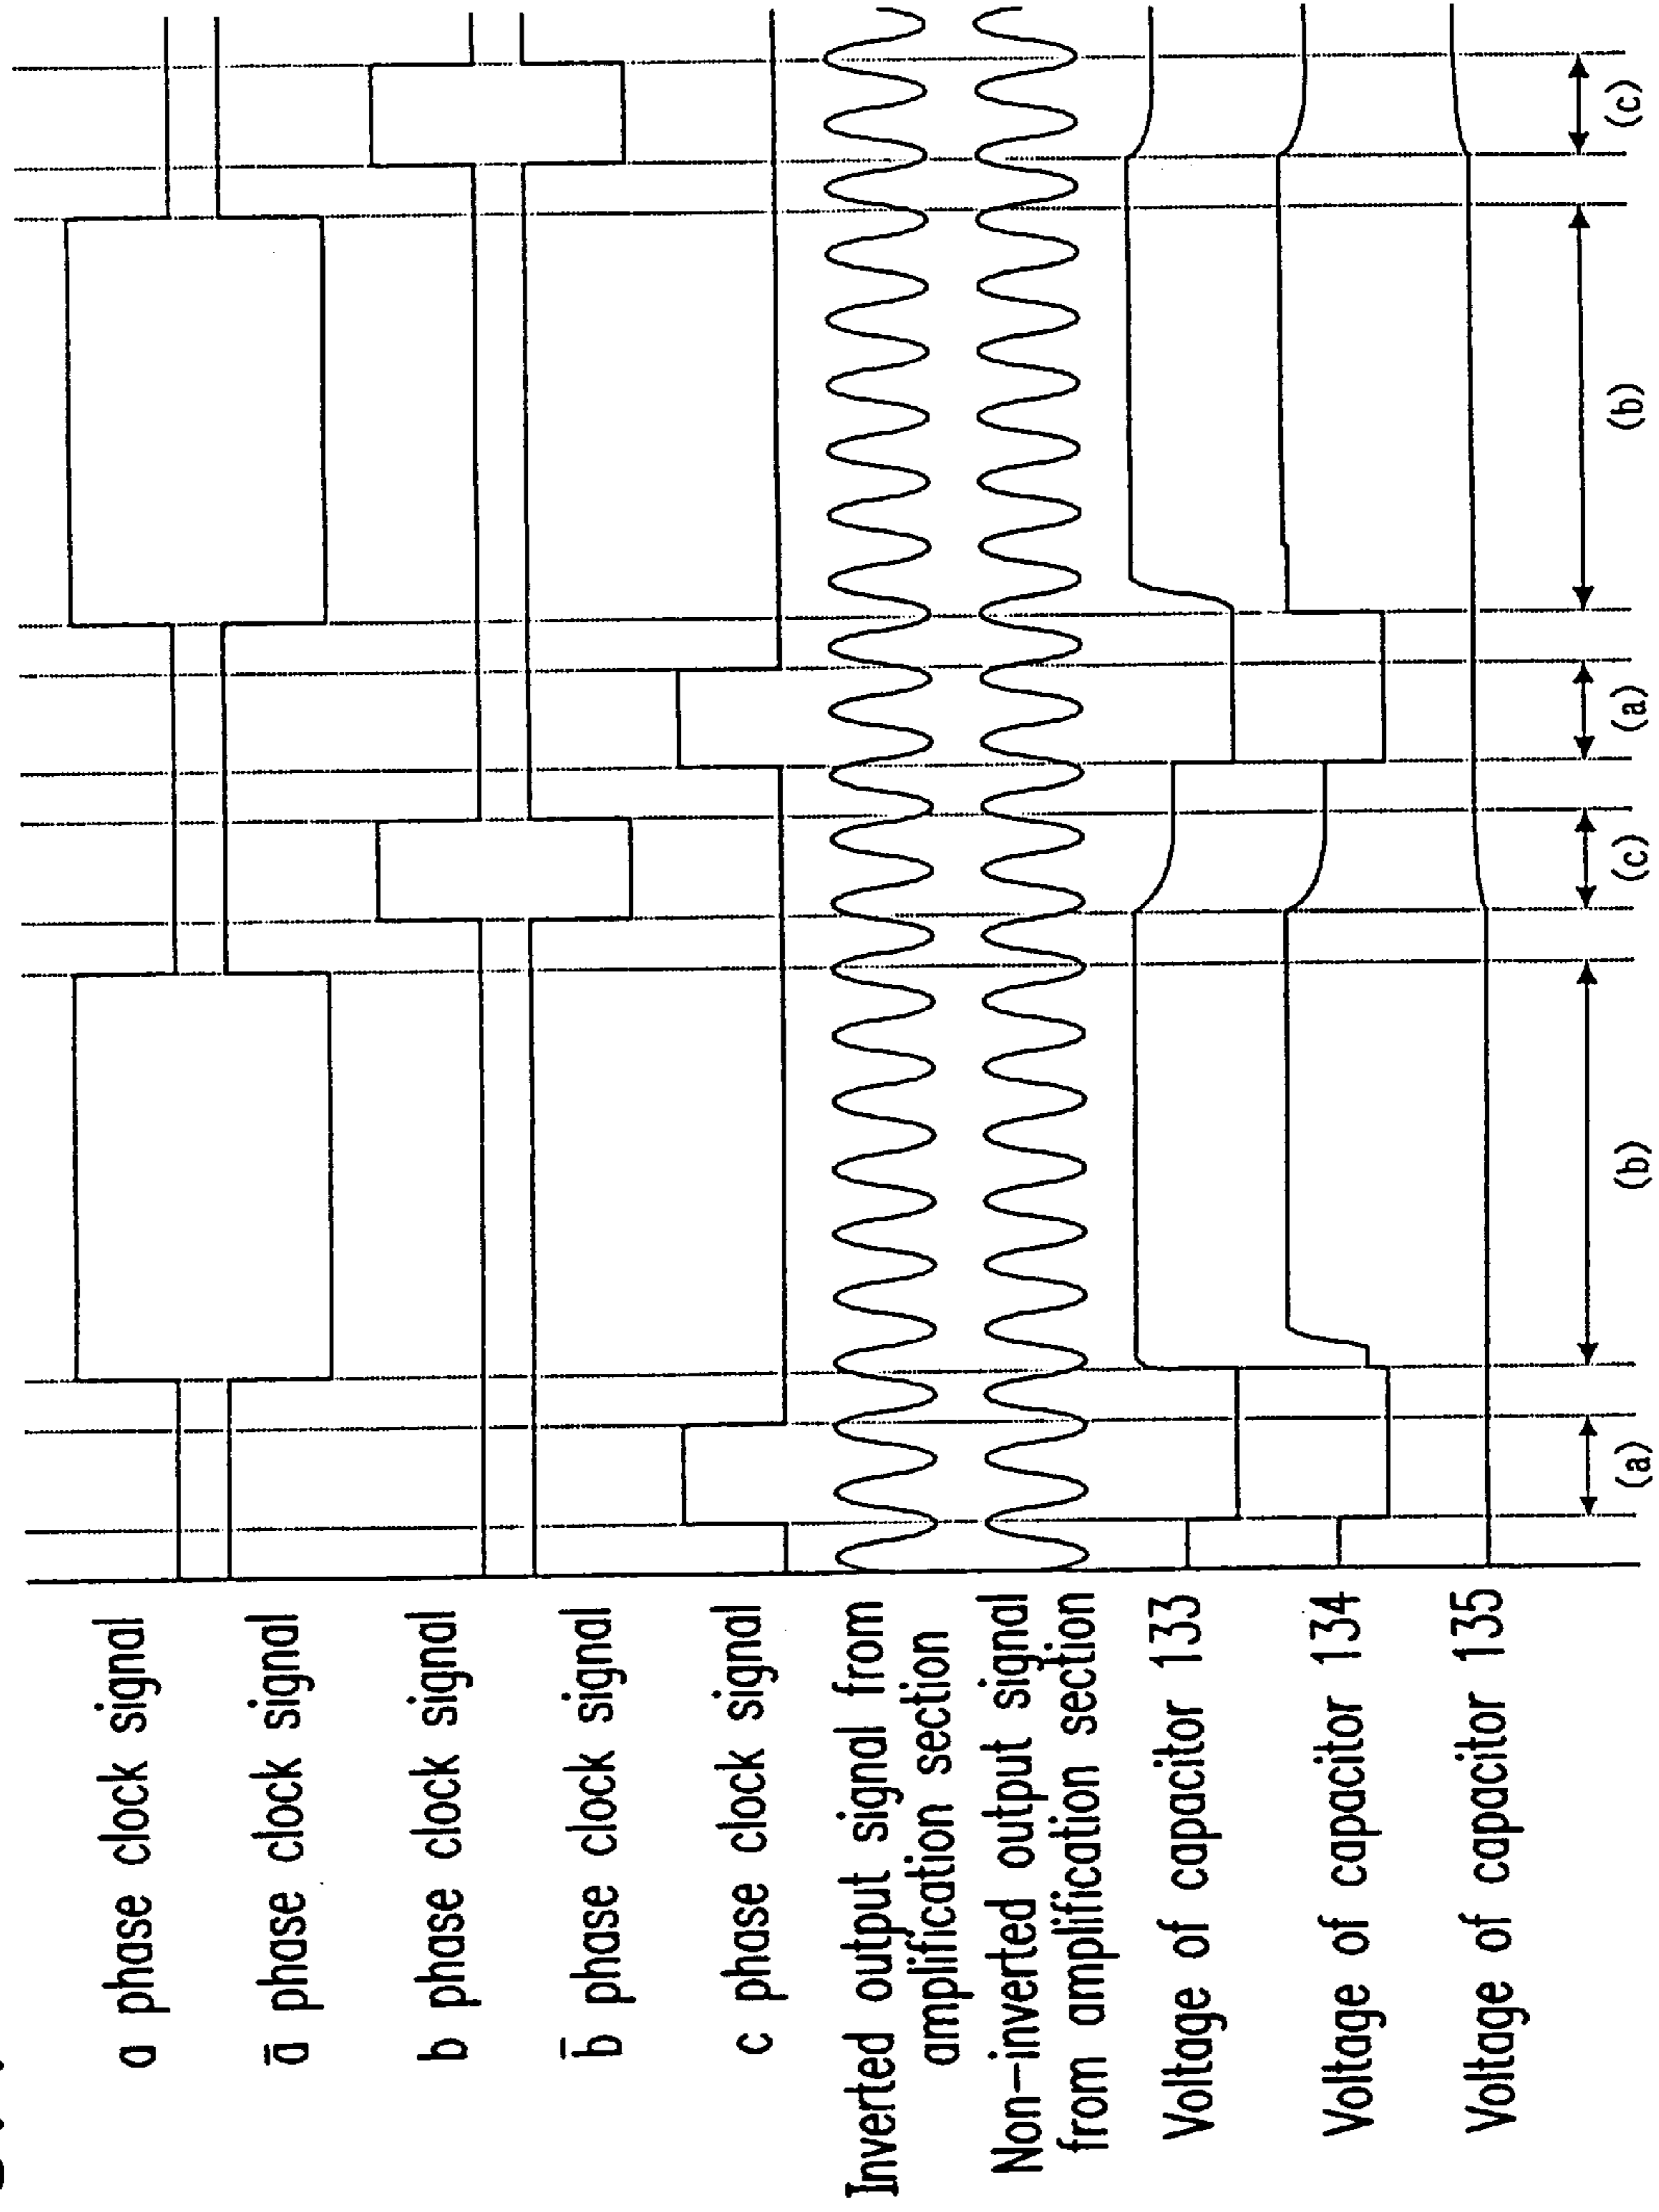 a phase clock signal
a̅ phase clock signal
b phase clock signal
b̅ phase clock signal
c phase clock signal
Inverted output signal from
amplification section
Non-inverted output signal
from amplification section
Voltage of capacitor 133
Voltage of capacitor 134
Voltage of capacitor 135
(a) (b) (c) (a) (b) (c)